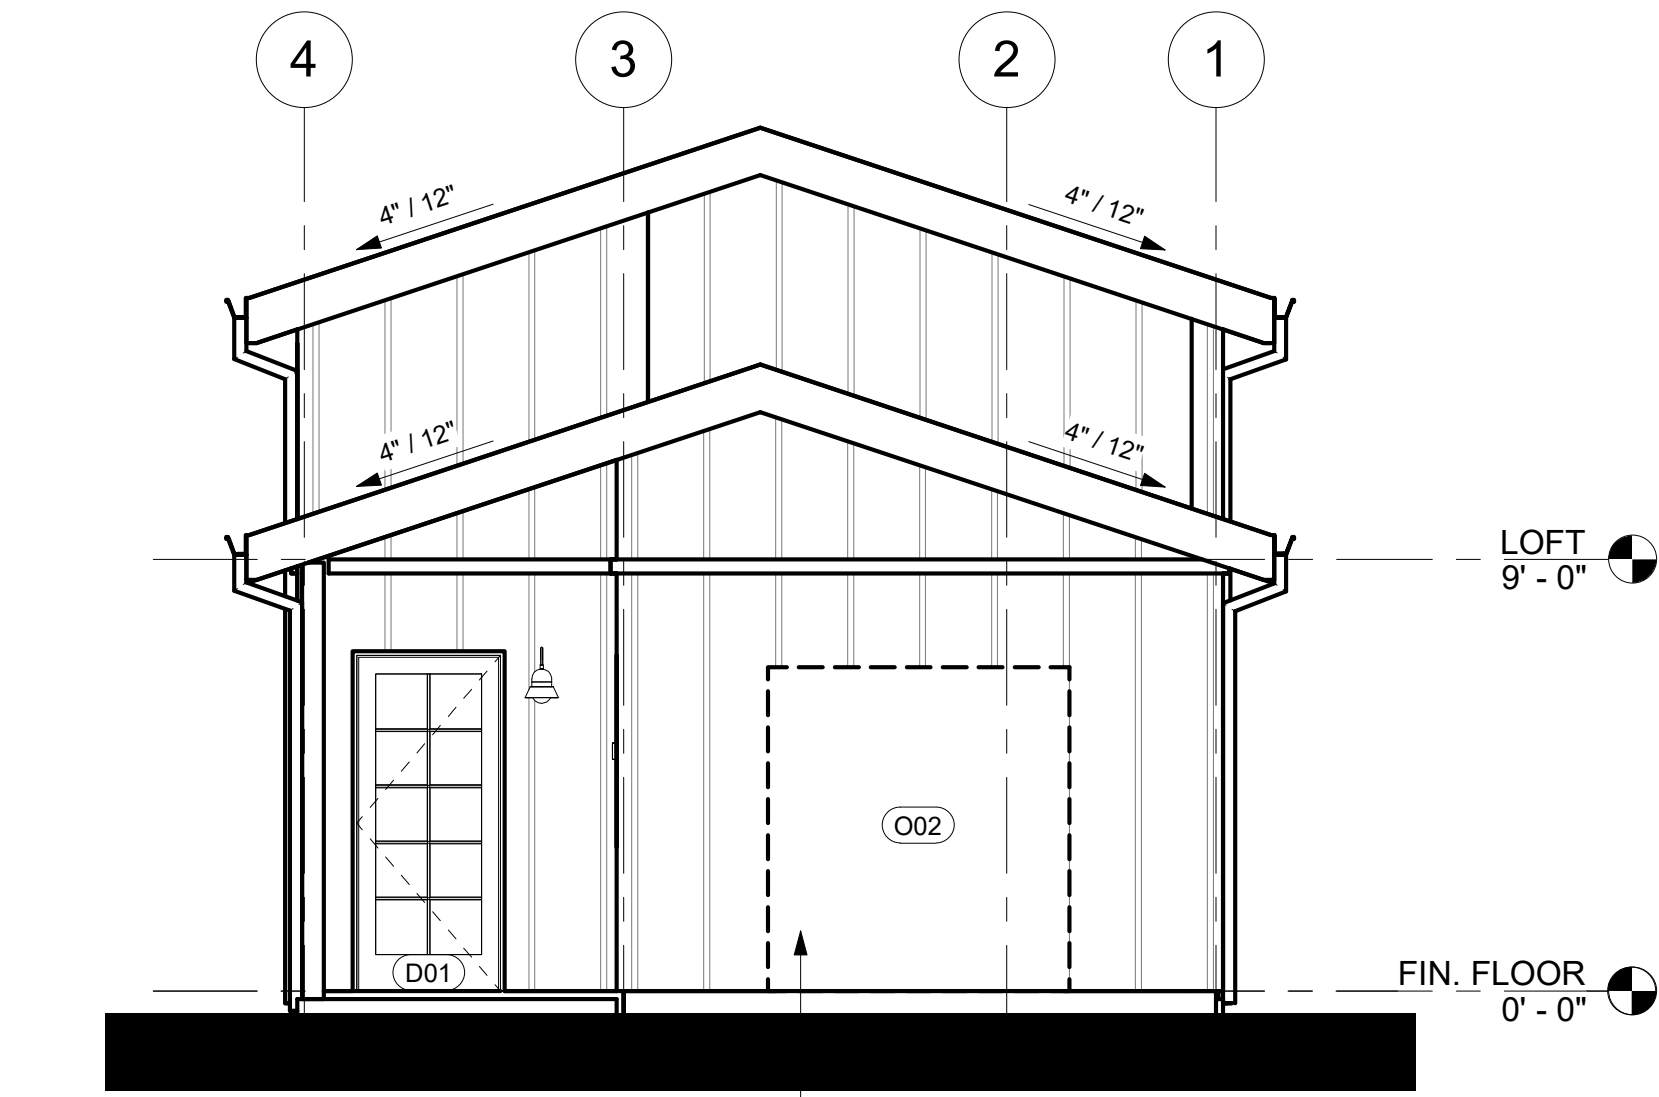 4
3
2
1
4" / 12"
4" / 12"
4" / 12"
4" / 12"
LOFT
9' - 0"
O02
D01
FIN. FLOOR
0' - 0"